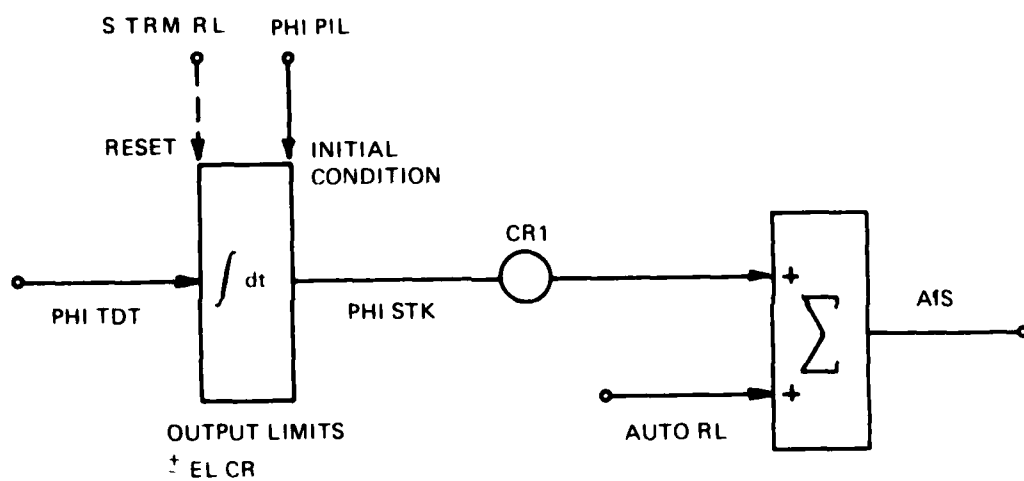 S TRM RL
PHI PIL
RESET
INITIAL
CONDITION
∫ dt
PHI TDT
PHI STK
CR1
+
∑
+
A1S
AUTO RL
OUTPUT LIMITS
± EL CR